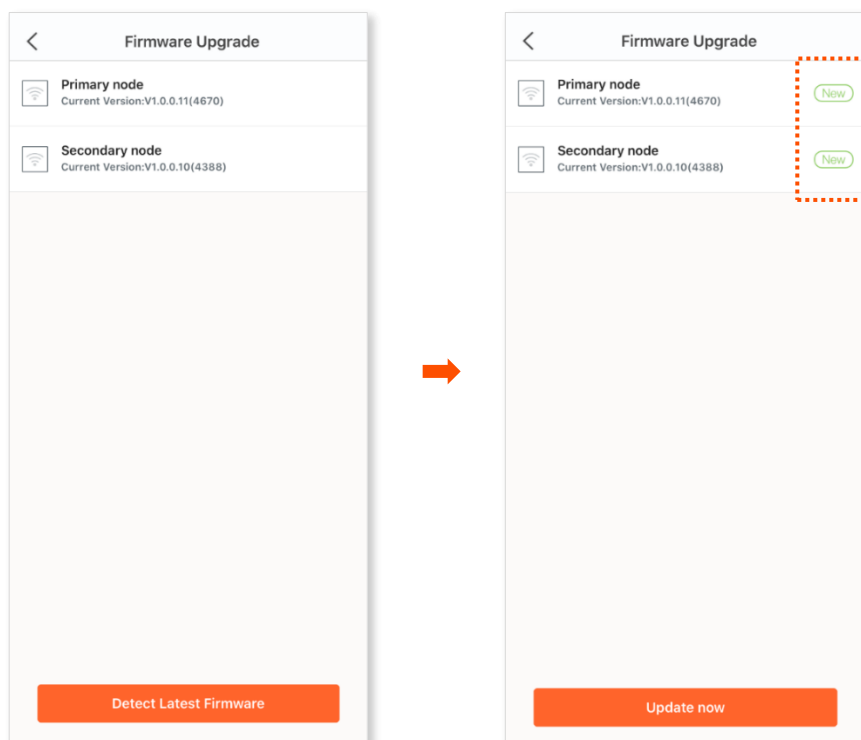 Firmware Upgrade
Primary node
Current Version:V1.0.0.11(4670)
Secondary node
Current Version:V1.0.0.10(4388)
Detect Latest Firmware
Firmware Upgrade
Primary node
Current Version:V1.0.0.11(4670)
New
Secondary node
Current Version:V1.0.0.10(4388)
New
Update now